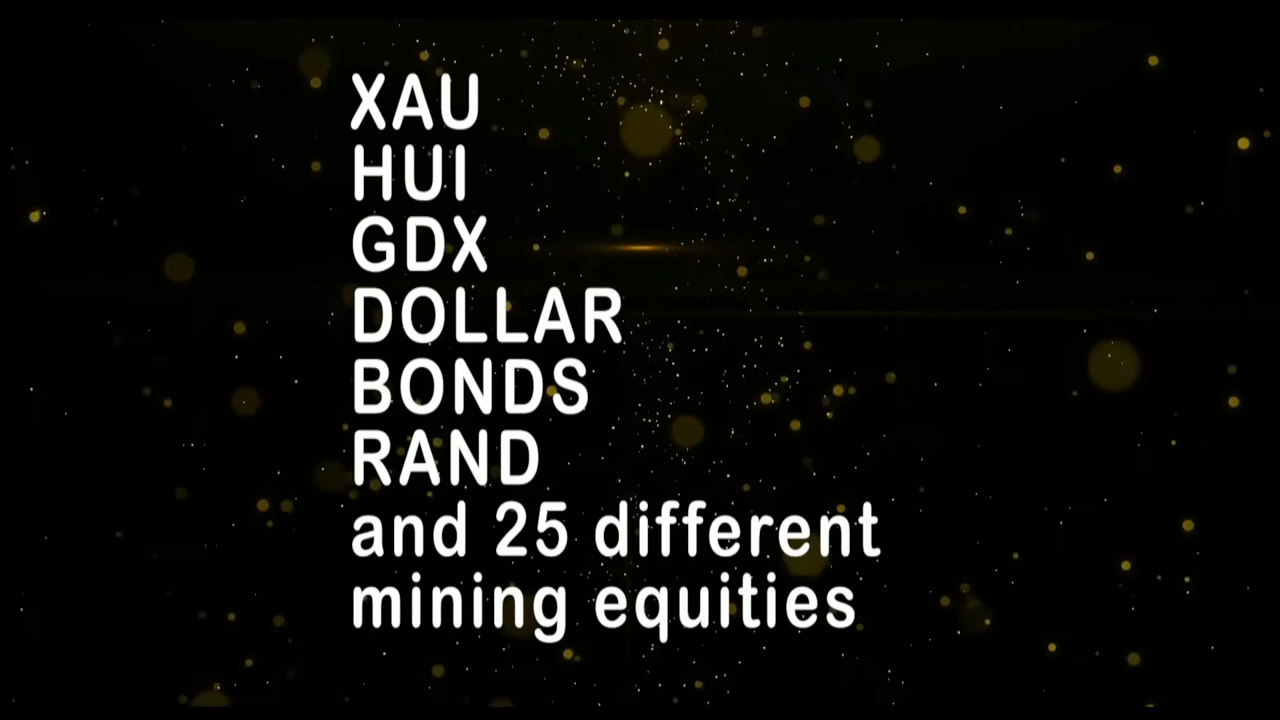 XAU
HUI
GDX
DOLLAR
BONDS
RAND
and 25 different
mining equities